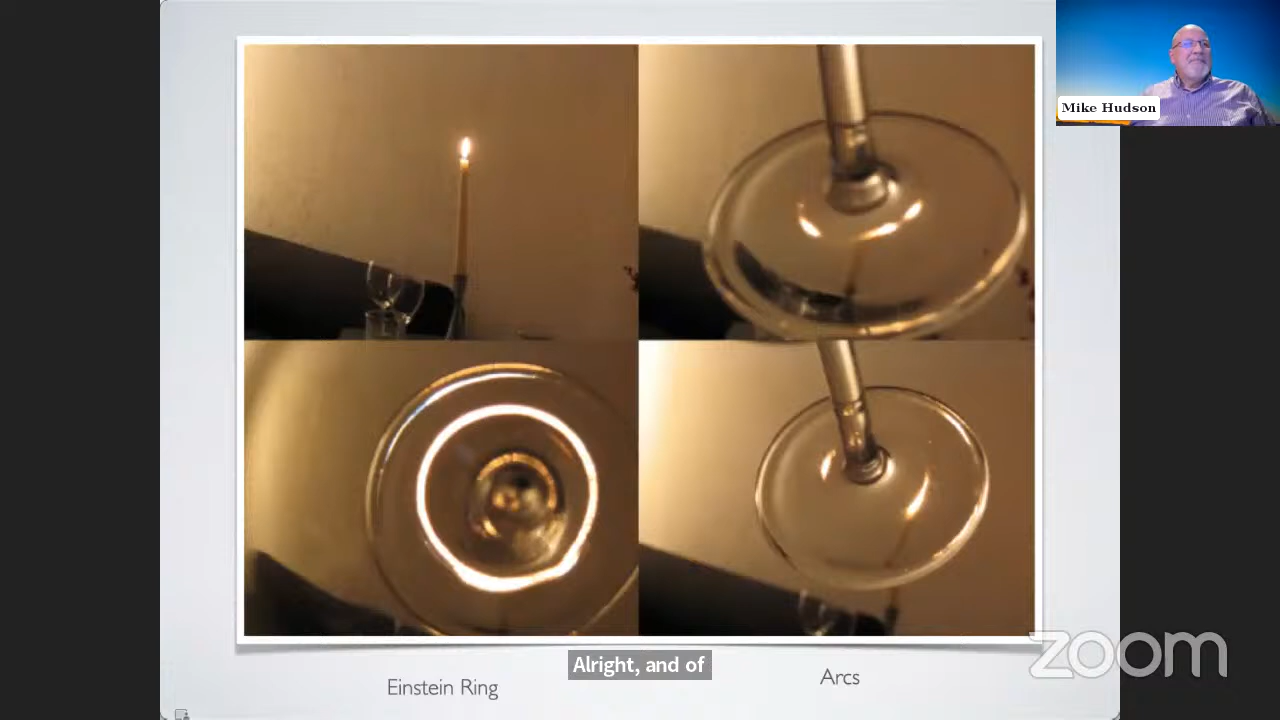 Mike Hudson
Alright, and of
Einstein Ring
Arcs
zoom